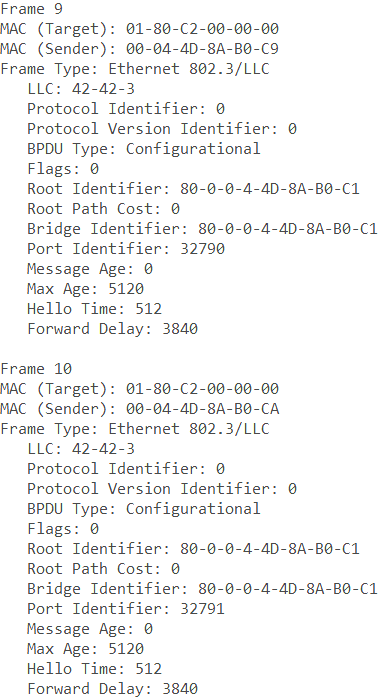 Frame 9
MAC (Target): 01-80-C2-00-00-00
MAC (Sender): 00-04-4D-8A-B0-C9
Frame Type: Ethernet 802.3/LLC
LLC: 42-42-3
Protocol Identifier: 0
Protocol Version Identifier: 0
BPDU Type: Configurational
Flags: 0
Root Identifier: 80-0-0-4-4D-8A-B0-C1
Root Path Cost: 0
Bridge Identifier: 80-0-0-4-4D-8A-B0-C1
Port Identifier: 32790
Message Age: 0
Max Age: 5120
Hello Time: 512
Forward Delay: 3840
Frame 10
MAC (Target): 01-80-C2-00-00-00
MAC (Sender): 00-04-4D-8A-B0-CA
Frame Type: Ethernet 802.3/LLC
LLC: 42-42-3
Protocol Identifier: 0
Protocol Version Identifier: 0
BPDU Type: Configurational
Flags: 0
Root Identifier: 80-0-0-4-4D-8A-B0-C1
Root Path Cost: 0
Bridge Identifier: 80-0-0-4-4D-8A-B0-C1
Port Identifier: 32791
Message Age: 0
Max Age: 5120
Hello Time: 512
Forward Delay: 3840